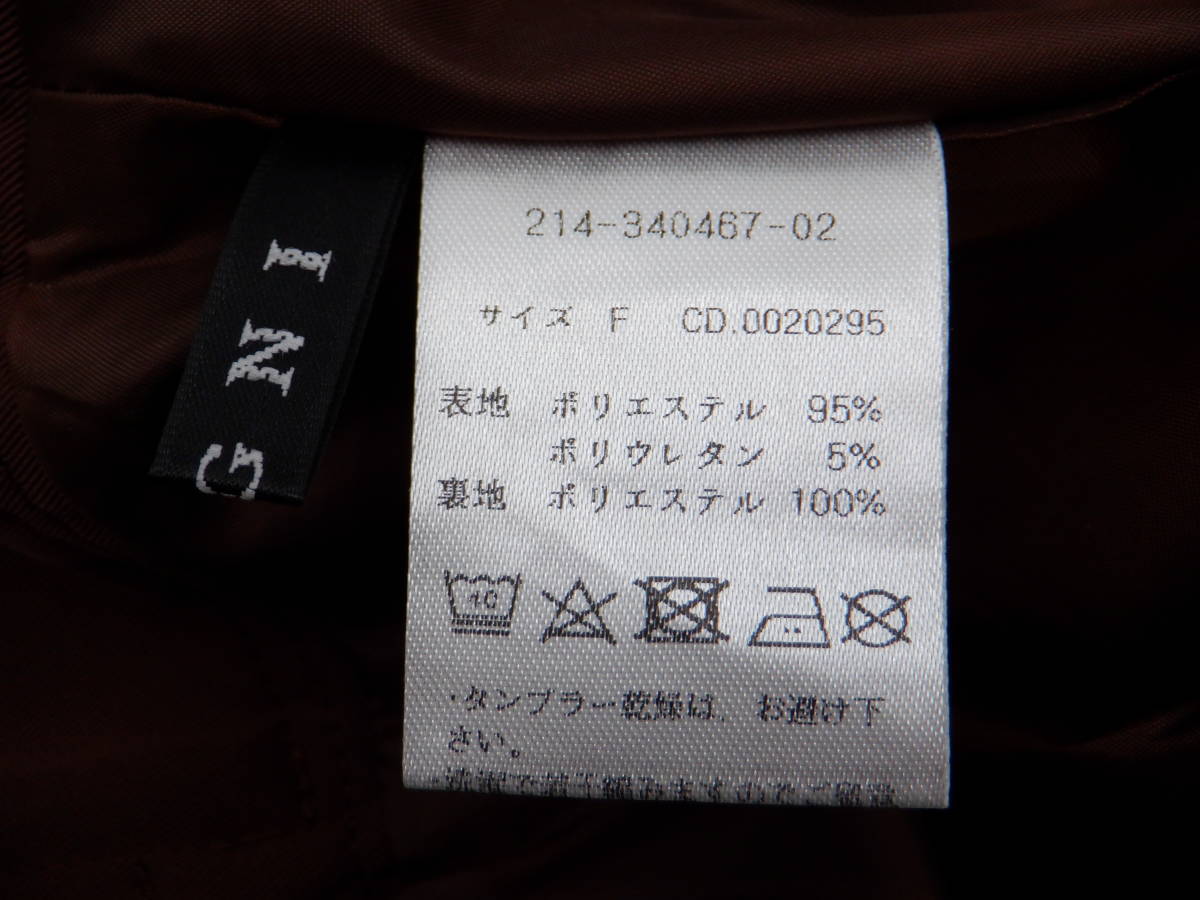 I N G
214-340467-02
サイズ F CD.0020295
表地 ポリエステル 95%
ポリウレタン 5%
裏地 ポリエステル 100%
・タンブラー乾燥は、お避け下
さい。